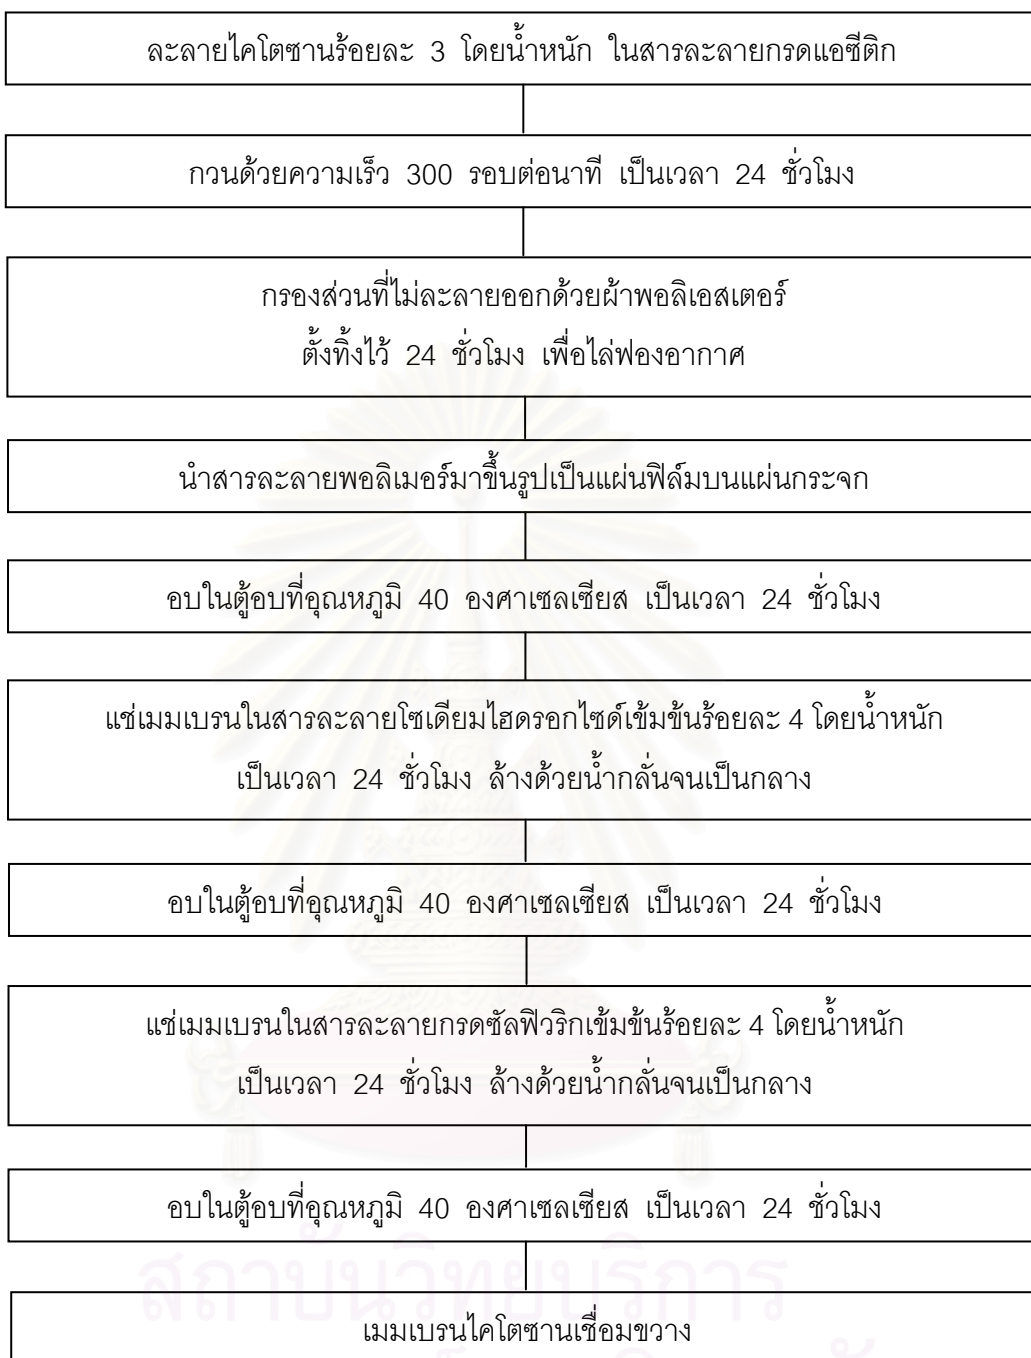 ละลายไคโตซานร้อยละ 3 โดยน้ำหนัก ในสารละลายกรดแอซีติก
กวนด้วยความเร็ว 300 รอบต่อนาที เป็นเวลา 24 ชั่วโมง
กรองส่วนที่ไม่ละลายออกด้วยผ้าพอลิเอสเตอร์
ตั้งทิ้งไว้ 24 ชั่วโมง เพื่อไล่ฟองอากาศ
นำสารละลายพอลิเมอร์มาขึ้นรูปเป็นแผ่นฟิล์มบนแผ่นกระจก
อบในตู้อบที่อุณหภูมิ 40 องศาเซลเซียส เป็นเวลา 24 ชั่วโมง
แช่เมมเบรนในสารละลายโซเดียมไฮดรอกไซด์เข้มข้นร้อยละ 4 โดยน้ำหนัก
เป็นเวลา 24 ชั่วโมง ล้างด้วยน้ำกลั่นจนเป็นกลาง
อบในตู้อบที่อุณหภูมิ 40 องศาเซลเซียส เป็นเวลา 24 ชั่วโมง
แช่เมมเบรนในสารละลายกรดซัลฟิวริกเข้มข้นร้อยละ 4 โดยน้ำหนัก
เป็นเวลา 24 ชั่วโมง ล้างด้วยน้ำกลั่นจนเป็นกลาง
อบในตู้อบที่อุณหภูมิ 40 องศาเซลเซียส เป็นเวลา 24 ชั่วโมง
สถาบันวิทยบริการ
เมมเบรนไคโตซานเชื่อมขวาง